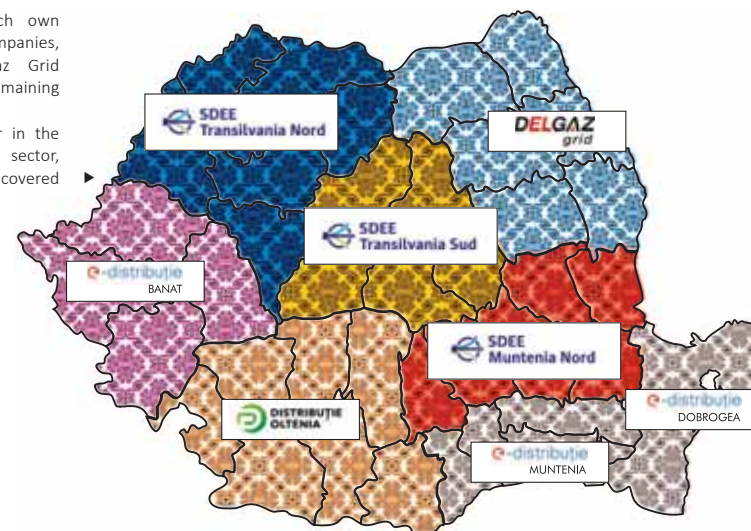 ch own
mpanies,
az Grid
maining
r in the
sector,
covered
SDEE
Transilvania Nord
DELGAZ
grid
SDEE
Transilvania Sud
e-distribuție
BANAT
SDEE
Muntenia Nord
DISTRIBUȚIE
OLTENIA
e-distribuție
DOBROGEA
e-distribuție
MUNTENIA